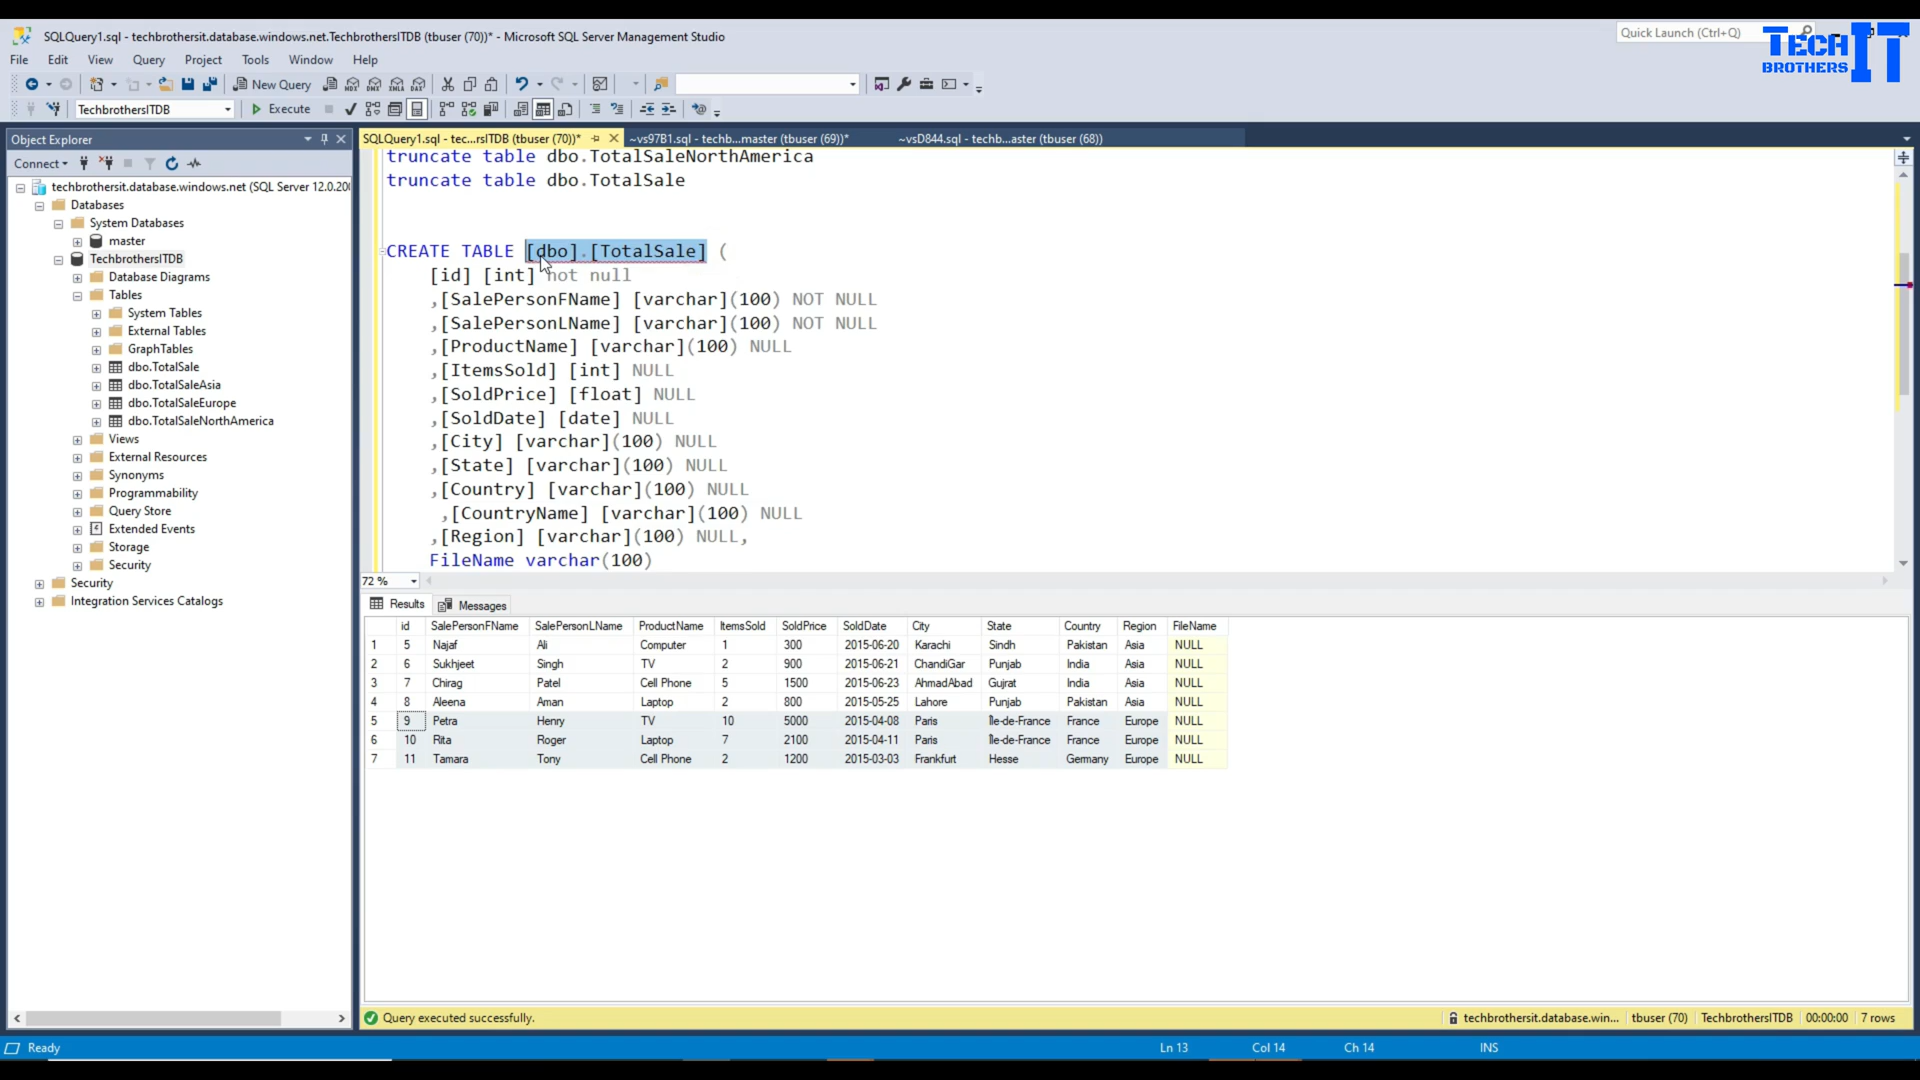 SQLQuery1.sql - techbrothersit.database.windows.net.TechbrothersITDB (tbuser (70))* - Microsoft SQL Server Management Studio
Quick Launch (Ctrl+Q)
TECH BROTHERS IT
File Edit View Query Project Tools Window Help
New Query
TechbrothersITDB
Execute
Object Explorer
SQLQuery1.sql - tec...rsITDB (tbuser (70))*
~vs97B1.sql - techb...master (tbuser (69))*
~vsD844.sql - techb...aster (tbuser (68))
Connect
techbrothersit.database.windows.net (SQL Server 12.0.200
Databases
System Databases
master
TechbrothersITDB
Database Diagrams
Tables
System Tables
External Tables
GraphTables
dbo.TotalSale
dbo.TotalSaleAsia
dbo.TotalSaleEurope
dbo.TotalSaleNorthAmerica
Views
External Resources
Synonyms
Programmability
Query Store
Extended Events
Storage
Security
Security
Integration Services Catalogs
truncate table dbo.TotalSaleNorthAmerica
truncate table dbo.TotalSale
CREATE TABLE [dbo].[TotalSale] (
[id] [int] not null
,[SalePersonFName] [varchar](100) NOT NULL
,[SalePersonLName] [varchar](100) NOT NULL
,[ProductName] [varchar](100) NULL
,[ItemsSold] [int] NULL
,[SoldPrice] [float] NULL
,[SoldDate] [date] NULL
,[City] [varchar](100) NULL
,[State] [varchar](100) NULL
,[Country] [varchar](100) NULL
,[CountryName] [varchar](100) NULL
,[Region] [varchar](100) NULL,
FileName varchar(100)
72 %
Results Messages
id SalePersonFName SalePersonLName ProductName ItemsSold SoldPrice SoldDate City State Country Region FileName
1 5 Najaf Ali Computer 1 300 2015-06-20 Karachi Sindh Pakistan Asia NULL
2 6 Sukhjeet Singh TV 2 900 2015-06-21 ChandiGar Punjab India Asia NULL
3 7 Chirag Patel Cell Phone 5 1500 2015-06-23 AhmadAbad Gujrat India Asia NULL
4 8 Aleena Aman Laptop 2 800 2015-05-25 Lahore Punjab Pakistan Asia NULL
5 9 Petra Henry TV 10 5000 2015-04-08 Paris Île-de-France France Europe NULL
6 10 Rita Roger Laptop 7 2100 2015-04-11 Paris Île-de-France France Europe NULL
7 11 Tamara Tony Cell Phone 2 1200 2015-03-03 Frankfurt Hesse Germany Europe NULL
Query executed successfully.
techbrothersit.database.win... tbuser (70) TechbrothersITDB 00:00:00 7 rows
Ready
Ln 13 Col 14 Ch 14 INS